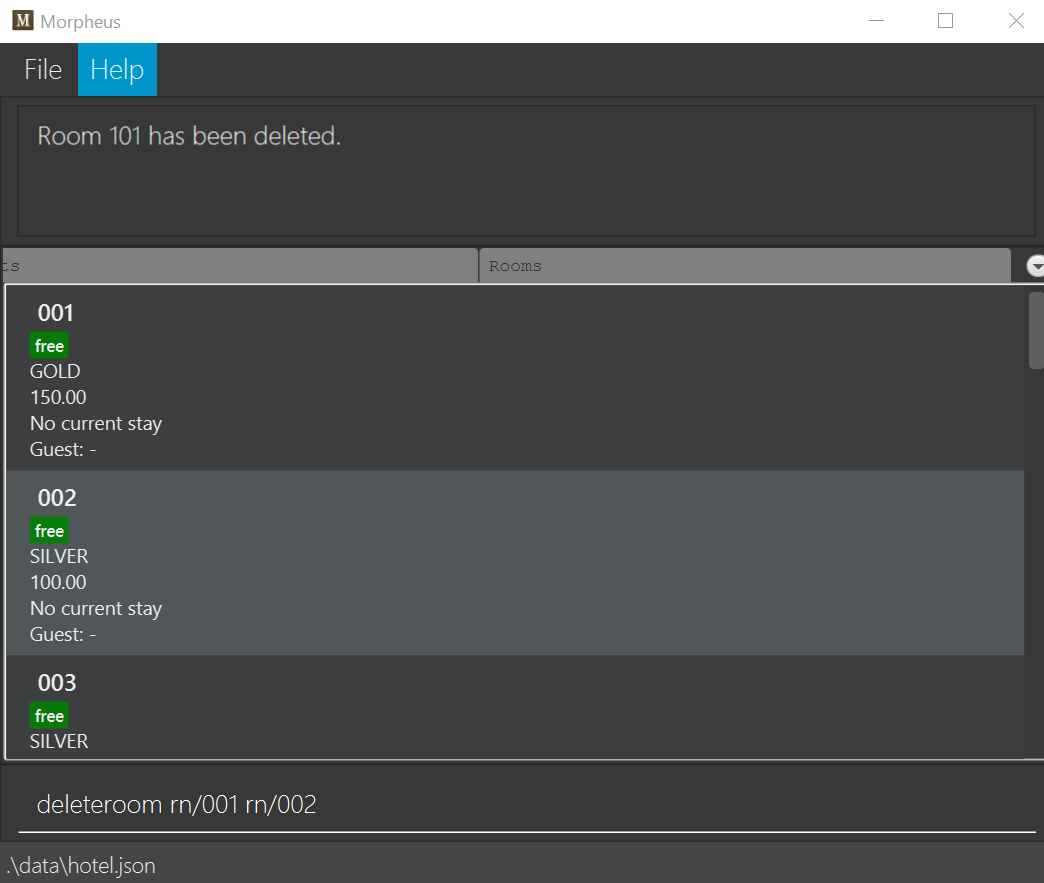 M Morpheus
File Help
Room 101 has been deleted.
cs Rooms
001
free
GOLD
150.00
No current stay
Guest: -
002
free
SILVER
100.00
No current stay
Guest: -
003
free
SILVER
deleteroom rn/001 rn/002
.\data\hotel.json